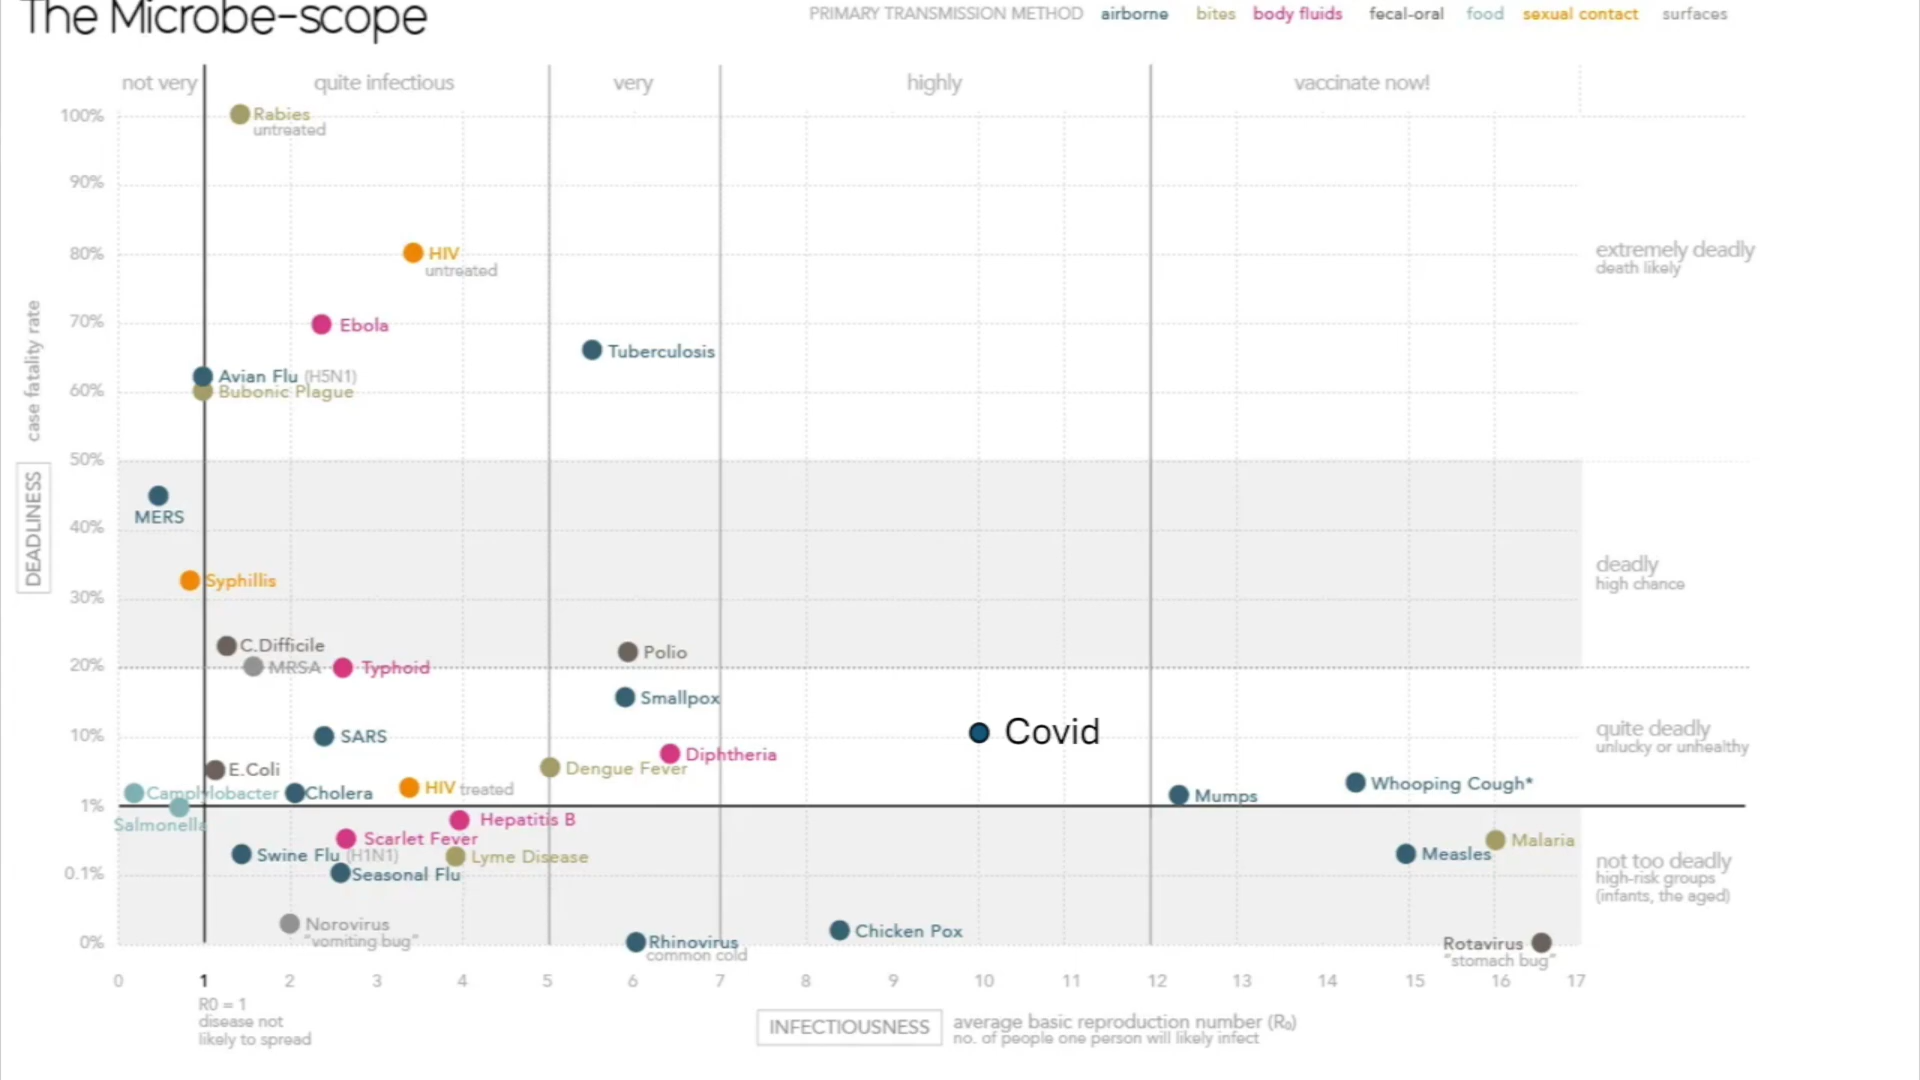 The Microbe-scope
PRIMARY TRANSMISSION METHOD airborne bites body fluids fecal-oral food sexual contact surfaces
not very quite infectious very highly vaccinate now!
100%
Rabies
untreated
90%
80%
HIV
untreated
extremely deadly
death likely
70%
Ebola
Tuberculosis
Avian Flu (H5N1)
60%
Bubonic Plague
case fatality rate
50%
DEADLINESS
MERS
40%
Syphillis
deadly
high chance
30%
C.Difficile
Polio
20%
MRSA
Typhoid
Smallpox
10%
SARS
Covid
quite deadly
unlucky or unhealthy
Diphtheria
E.Coli
Dengue Fever
Whooping Cough*
Camphylobacter
Cholera
HIV treated
Mumps
1%
Salmonella
Hepatitis B
Scarlet Fever
Malaria
Swine Flu (H1N1)
Lyme Disease
Measles
not too deadly
high-risk groups
(infants, the aged)
0.1%
Seasonal Flu
Norovirus
"vomiting bug"
Chicken Pox
0%
Rhinovirus
common cold
Rotavirus
"stomach bug"
0 1 2 3 4 5 6 7 8 9 10 11 12 13 14 15 16 17
R0 = 1
disease not
likely to spread
INFECTIOUSNESS
average basic reproduction number (R₀)
no. of people one person will likely infect